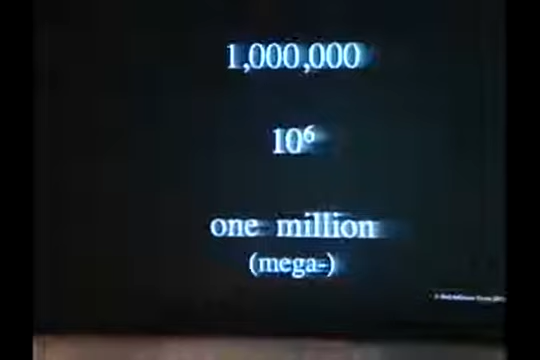 1,000,000
10⁶
one million
(mega-)